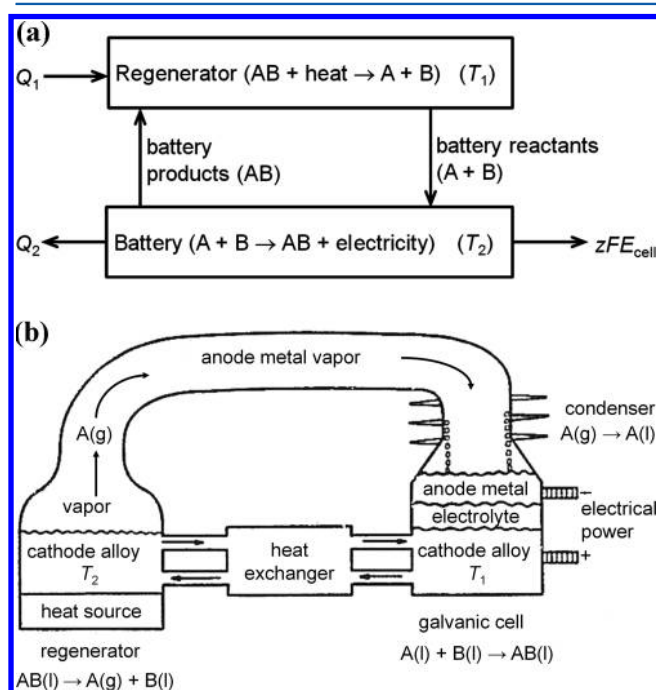 (a)
Q1
Regenerator (AB + heat → A + B) (T1)
battery
products (AB)
battery reactants
(A + B)
Q2
Battery (A + B → AB + electricity) (T2)
zFEcell
(b)
anode metal vapor
A(g)
vapor
condenser
A(g) → A(l)
anode metal
electrolyte
cathode alloy
T1
−
electrical
power
+
cathode alloy
T2
heat
exchanger
heat source
regenerator
AB(l) → A(g) + B(l)
galvanic cell
A(l) + B(l) → AB(l)